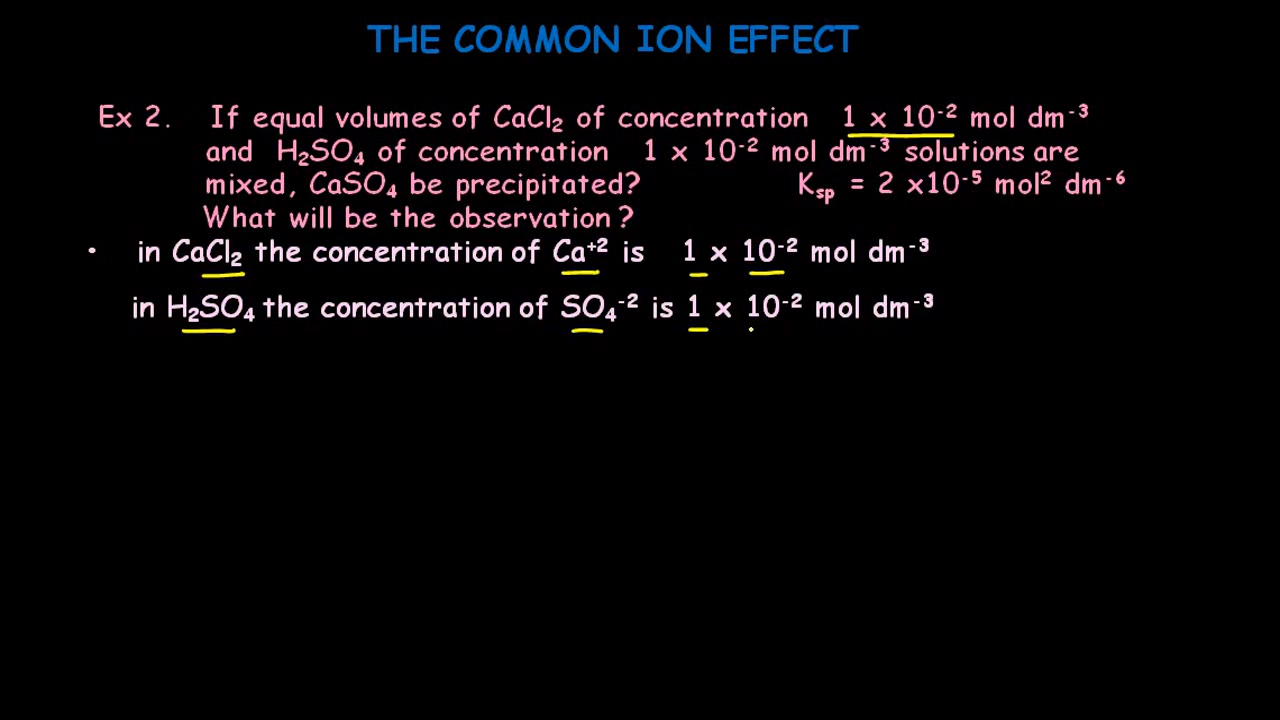 THE COMMON ION EFFECT
Ex 2. If equal volumes of CaCl₂ of concentration 1 x 10⁻² mol dm⁻³
and H₂SO₄ of concentration 1 x 10⁻² mol dm⁻³ solutions are
mixed, CaSO₄ be precipitated? Kₛₚ = 2 x10⁻⁵ mol² dm⁻⁶
What will be the observation ?
• in CaCl₂ the concentration of Ca⁺² is 1 x 10⁻² mol dm⁻³
in H₂SO₄ the concentration of SO₄⁻² is 1 x 10⁻² mol dm⁻³